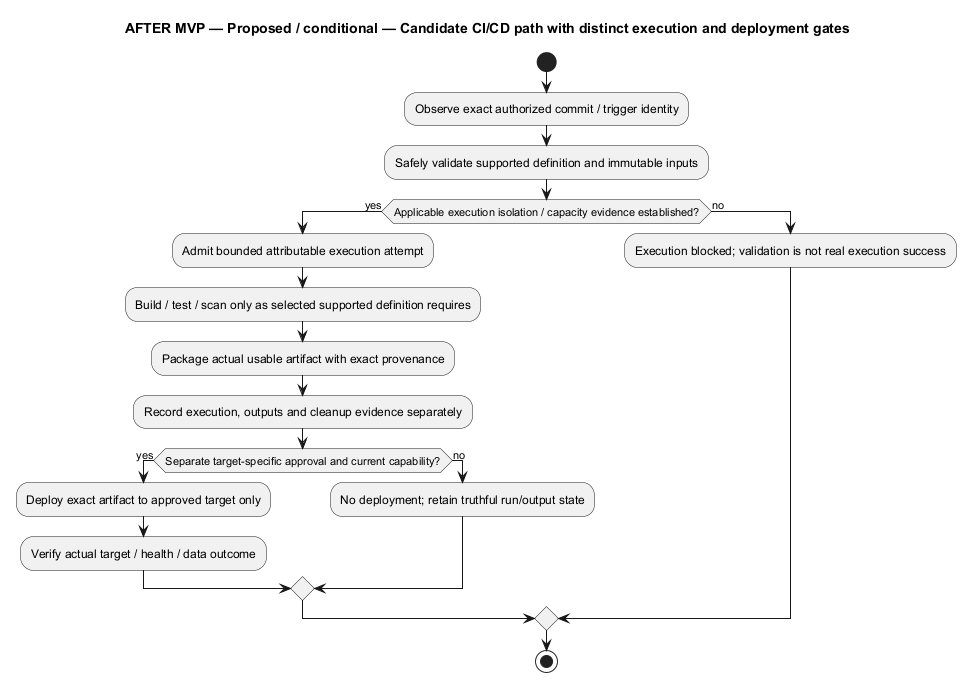 AFTER MVP — Proposed / conditional — Candidate CI/CD path with distinct execution and deployment gates
Observe exact authorized commit / trigger identity
Safely validate supported definition and immutable inputs
yes
Applicable execution isolation / capacity evidence established?
no
Admit bounded attributable execution attempt
Execution blocked; validation is not real execution success
Build / test / scan only as selected supported definition requires
Package actual usable artifact with exact provenance
Record execution, outputs and cleanup evidence separately
yes
Separate target-specific approval and current capability?
no
Deploy exact artifact to approved target only
No deployment; retain truthful run/output state
Verify actual target / health / data outcome